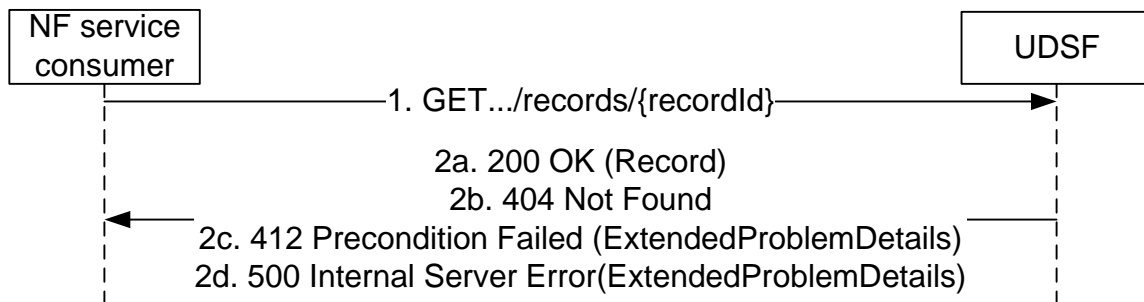 NF service
consumer
UDSF
1. GET.../records/{recordId}
2a. 200 OK (Record)
2b. 404 Not Found
2c. 412 Precondition Failed (ExtendedProblemDetails)
2d. 500 Internal Server Error(ExtendedProblemDetails)